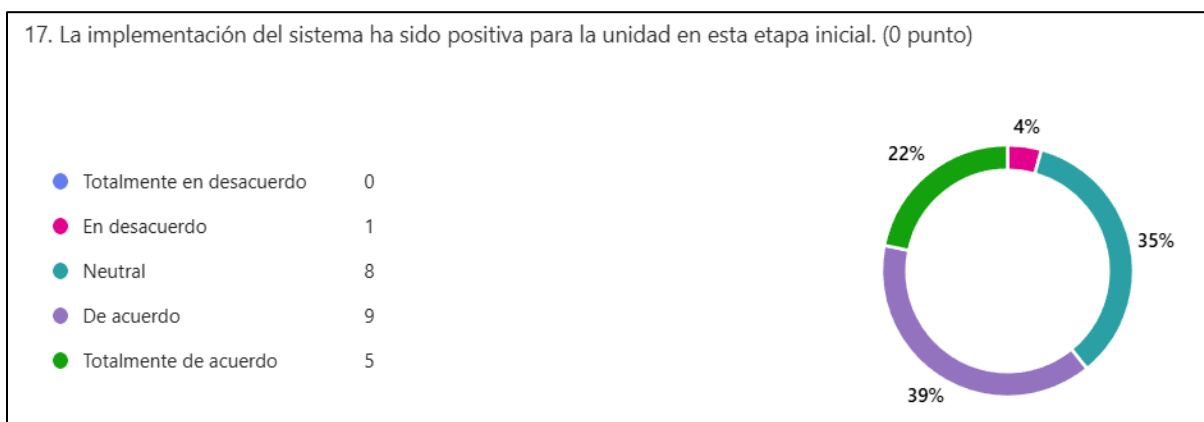 17. La implementación del sistema ha sido positiva para la unidad en esta etapa inicial. (0 punto)
Totalmente en desacuerdo 0
En desacuerdo 1
Neutral 8
De acuerdo 9
Totalmente de acuerdo 5
4%
22%
35%
39%